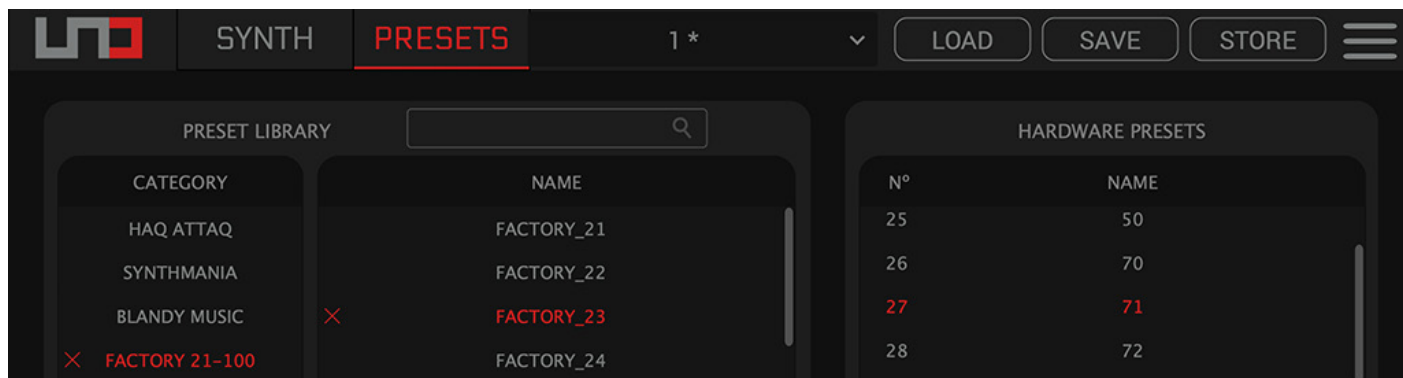 UNO SYNTH PRESETS 1 * LOAD SAVE STORE
PRESET LIBRARY
CATEGORY NAME
HAQ ATTAQ FACTORY_21
SYNTHMANIA FACTORY_22
BLANDY MUSIC × FACTORY_23
× FACTORY 21-100 FACTORY_24
HARDWARE PRESETS
Nº NAME
25 50
26 70
27 71
28 72